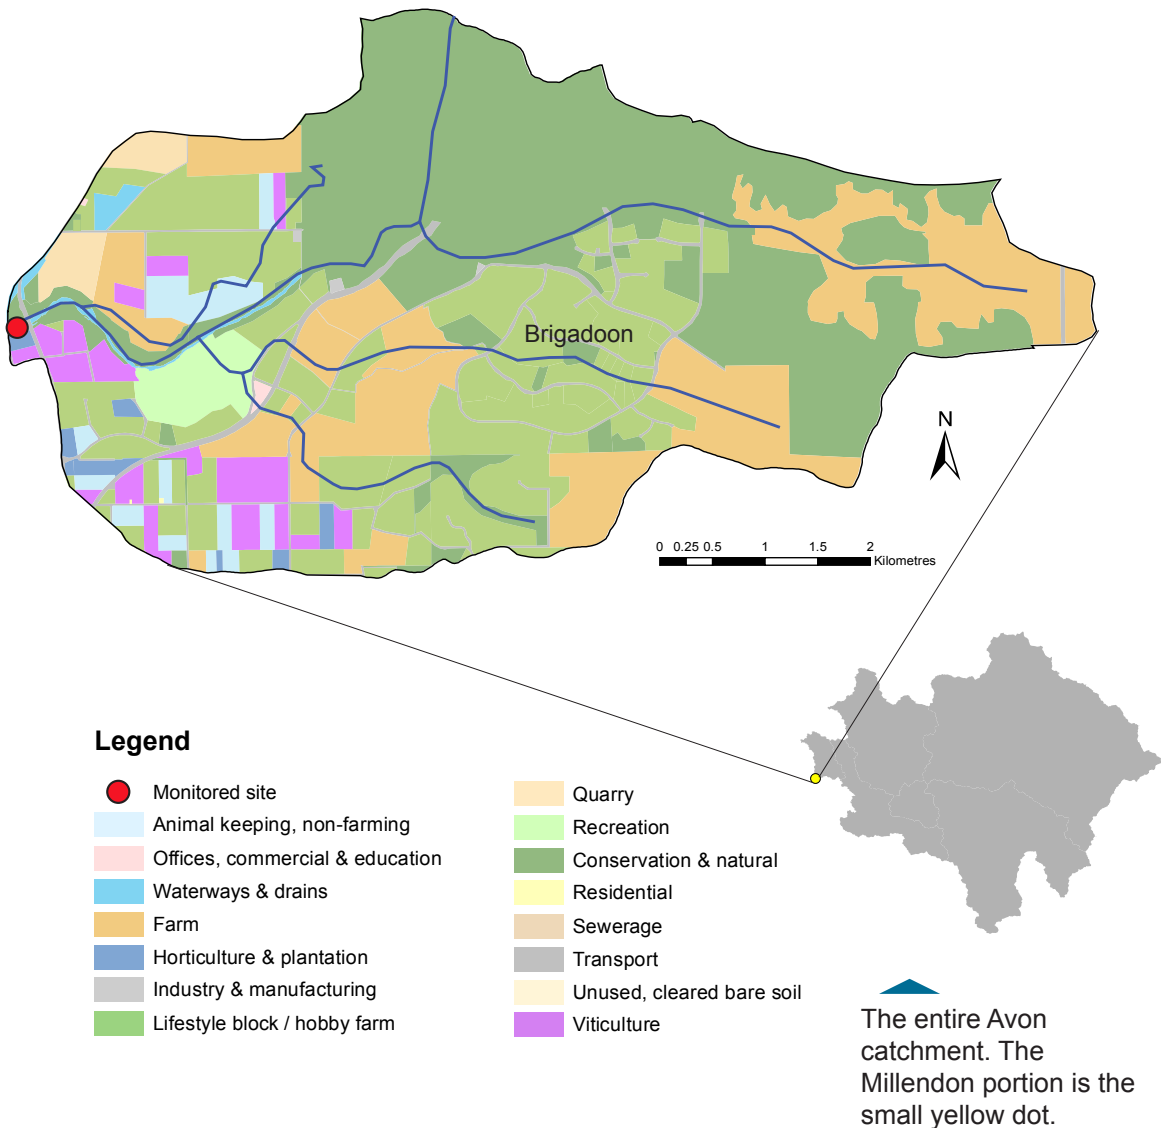 Brigadoon
N
0 0.25 0.5 1 1.5 2
Kilometres
Legend
Monitored site
Animal keeping, non-farming
Offices, commercial & education
Waterways & drains
Farm
Horticulture & plantation
Industry & manufacturing
Lifestyle block / hobby farm
Quarry
Recreation
Conservation & natural
Residential
Sewerage
Transport
Unused, cleared bare soil
Viticulture
The entire Avon
catchment. The
Millendon portion is the
small yellow dot.